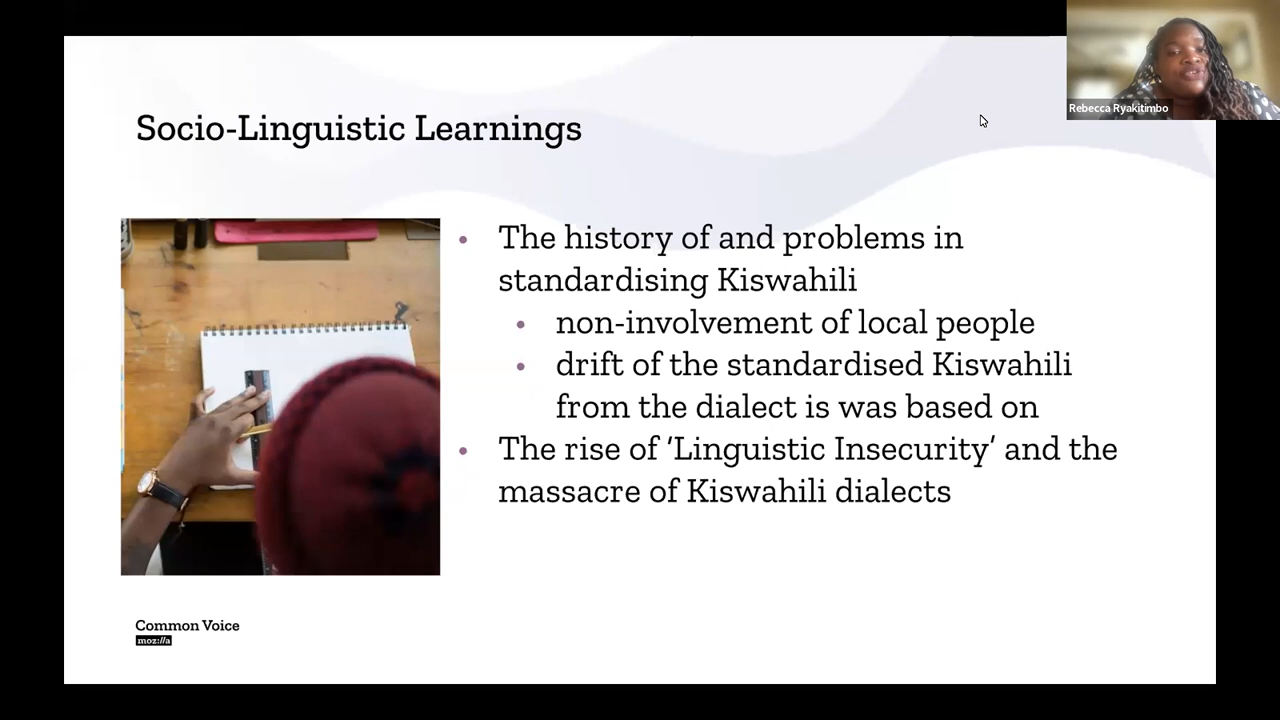 Rebecca Ryakitimbo
Socio-Linguistic Learnings
• The history of and problems in
standardising Kiswahili
• non-involvement of local people
• drift of the standardised Kiswahili
from the dialect is was based on
• The rise of ‘Linguistic Insecurity’ and the
massacre of Kiswahili dialects
Common Voice
moz://a